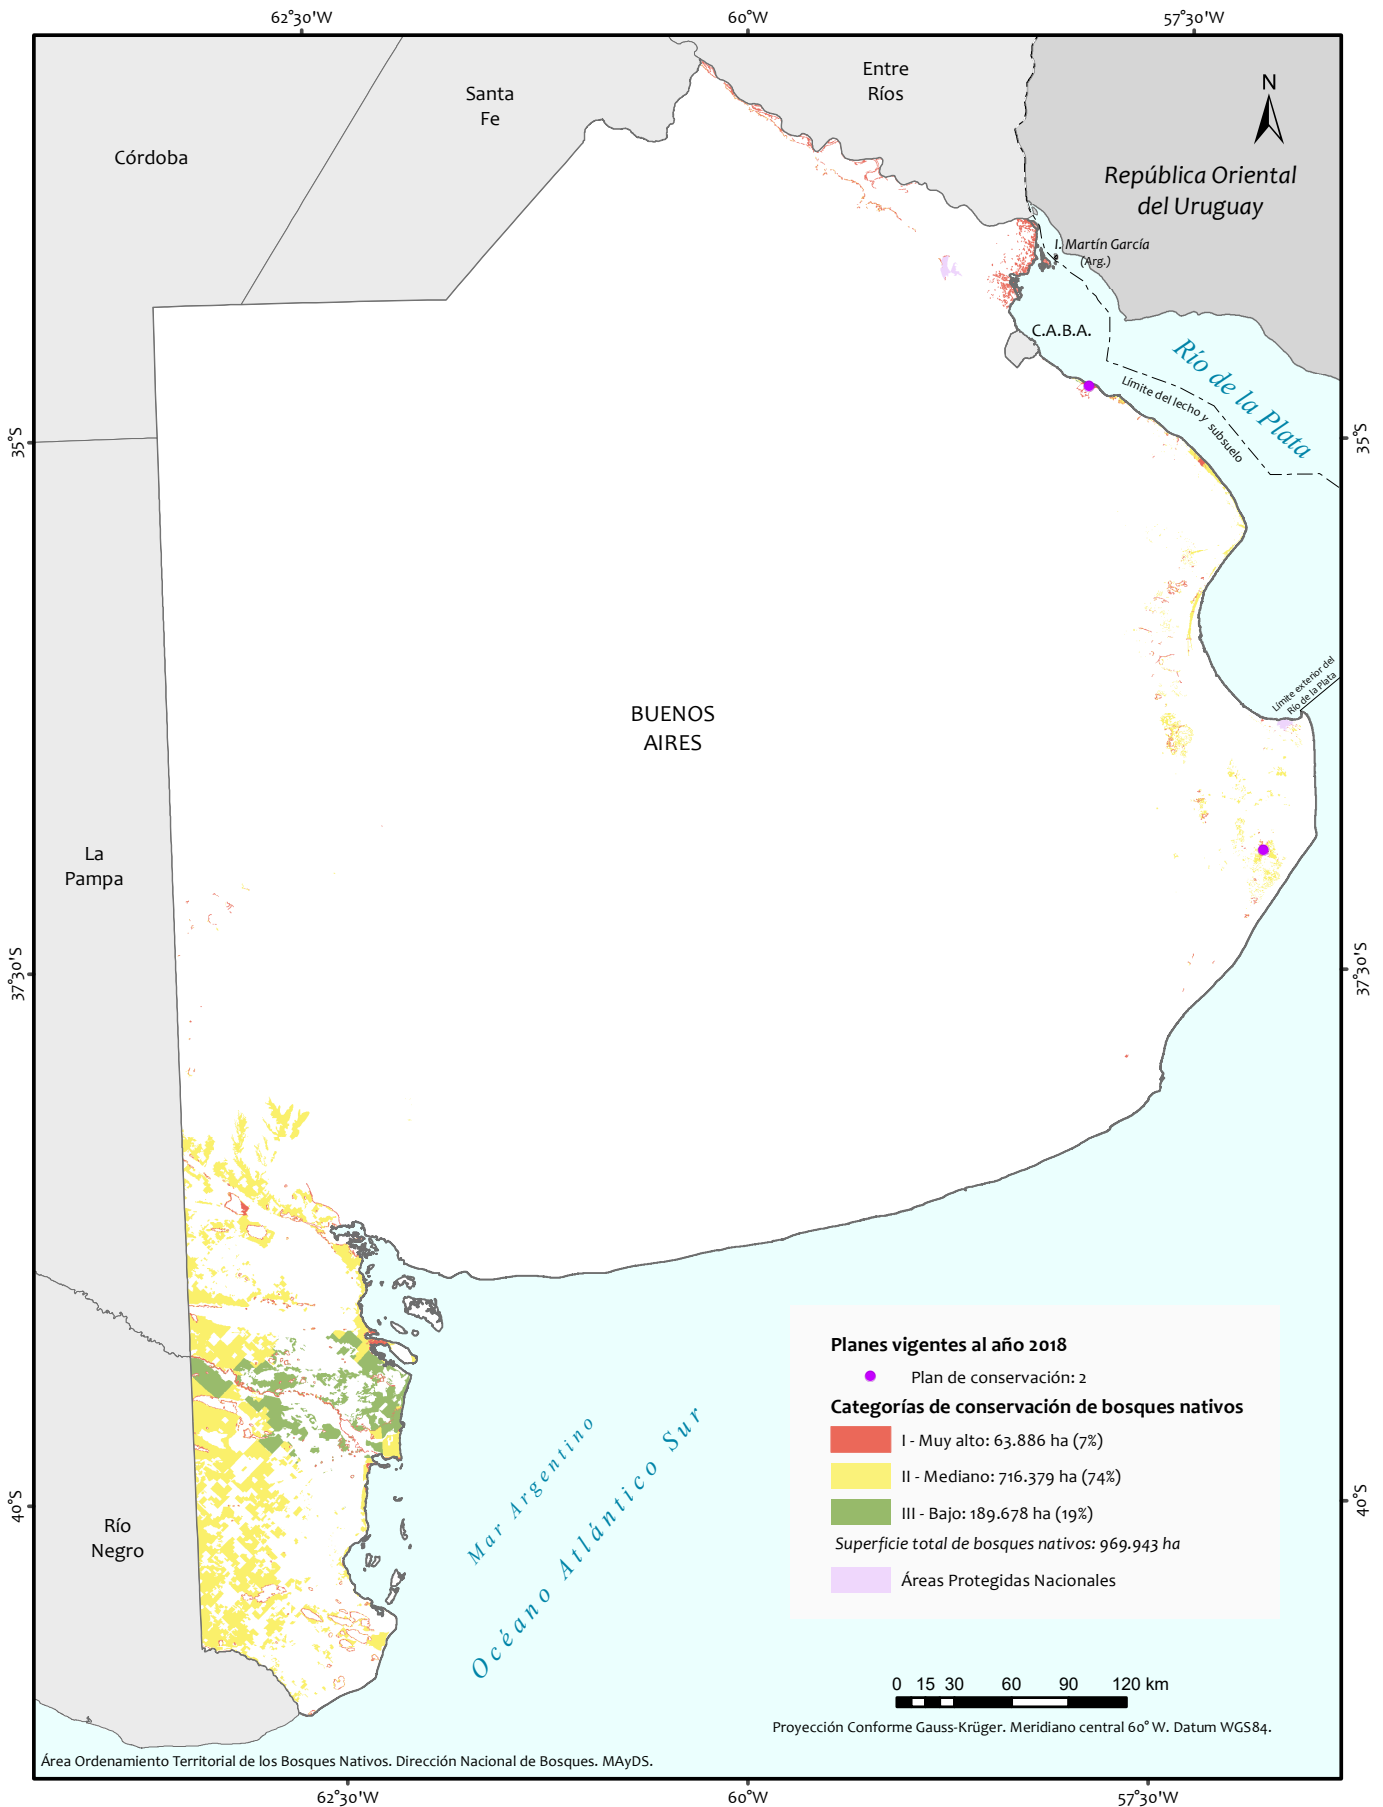 62°30'W
60°W
57°30'W
Santa
Fe
Entre
Ríos
N
Córdoba
República Oriental
del Uruguay
I. Martín García
(Arg.)
C.A.B.A.
Río de la Plata
Límite del lecho y subsuelo
35°S
35°S
Límite exterior del
Río de la Plata
BUENOS
AIRES
La
Pampa
37°30'S
37°30'S
Planes vigentes al año 2018
Plan de conservación: 2
Categorías de conservación de bosques nativos
I - Muy alto: 63.886 ha (7%)
II - Mediano: 716.379 ha (74%)
III - Bajo: 189.678 ha (19%)
Superficie total de bosques nativos: 969.943 ha
Áreas Protegidas Nacionales
Mar Argentino
Océano Atlántico Sur
40°S
40°S
Río
Negro
0 15 30 60 90 120 km
Proyección Conforme Gauss-Krüger. Meridiano central 60° W. Datum WGS84.
Área Ordenamiento Territorial de los Bosques Nativos. Dirección Nacional de Bosques. MAyDS.
62°30'W
60°W
57°30'W